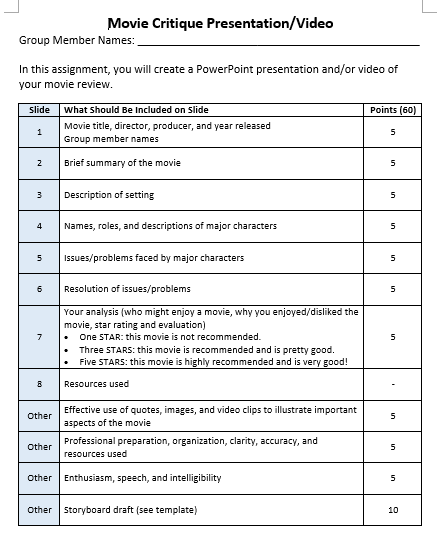 Movie Critique Presentation/Video
Group Member Names: ___________________________________________
In this assignment, you will create a PowerPoint presentation and/or video of
your movie review.
Slide What Should Be Included on Slide Points (60)
1 Movie title, director, producer, and year released 5
Group member names
2 Brief summary of the movie 5
3 Description of setting 5
4 Names, roles, and descriptions of major characters 5
5 Issues/problems faced by major characters 5
6 Resolution of issues/problems 5
7 Your analysis (who might enjoy a movie, why you enjoyed/disliked the 5
movie, star rating and evaluation)
• One STAR: this movie is not recommended.
• Three STARS: this movie is recommended and is pretty good.
• Five STARS: this movie is highly recommended and is very good!
8 Resources used -
Other Effective use of quotes, images, and video clips to illustrate important 5
aspects of the movie
Other Professional preparation, organization, clarity, accuracy, and 5
resources used
Other Enthusiasm, speech, and intelligibility 5
Other Storyboard draft (see template) 10